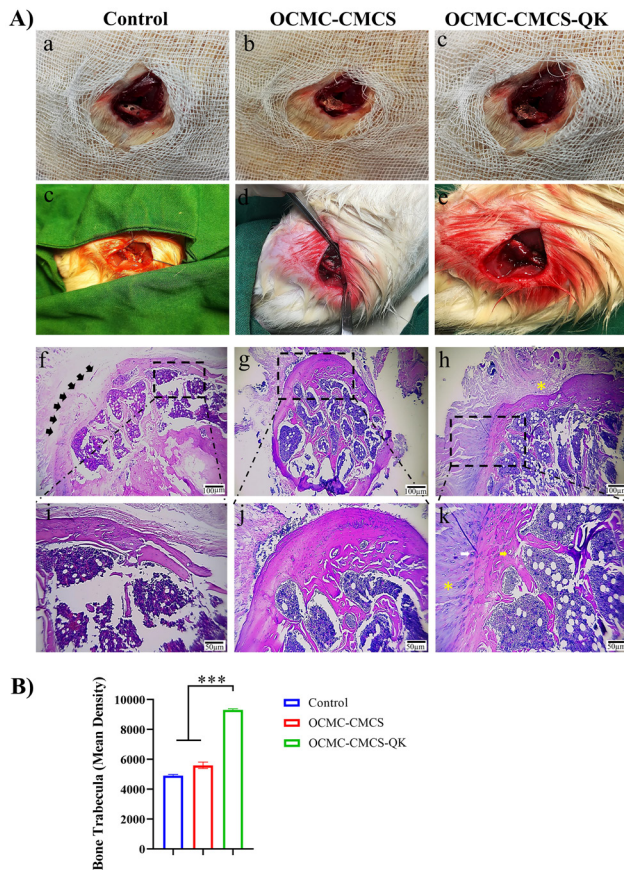 A)
Control OCMC-CMCS OCMC-CMCS-QK
a b c
c d e
f g h
100μm 100μm 100μm
i j k
50μm 50μm 50μm
B)
***
Bone Trabecula (Mean Density)
10000
8000
6000
4000
2000
0
Control
OCMC-CMCS
OCMC-CMCS-QK